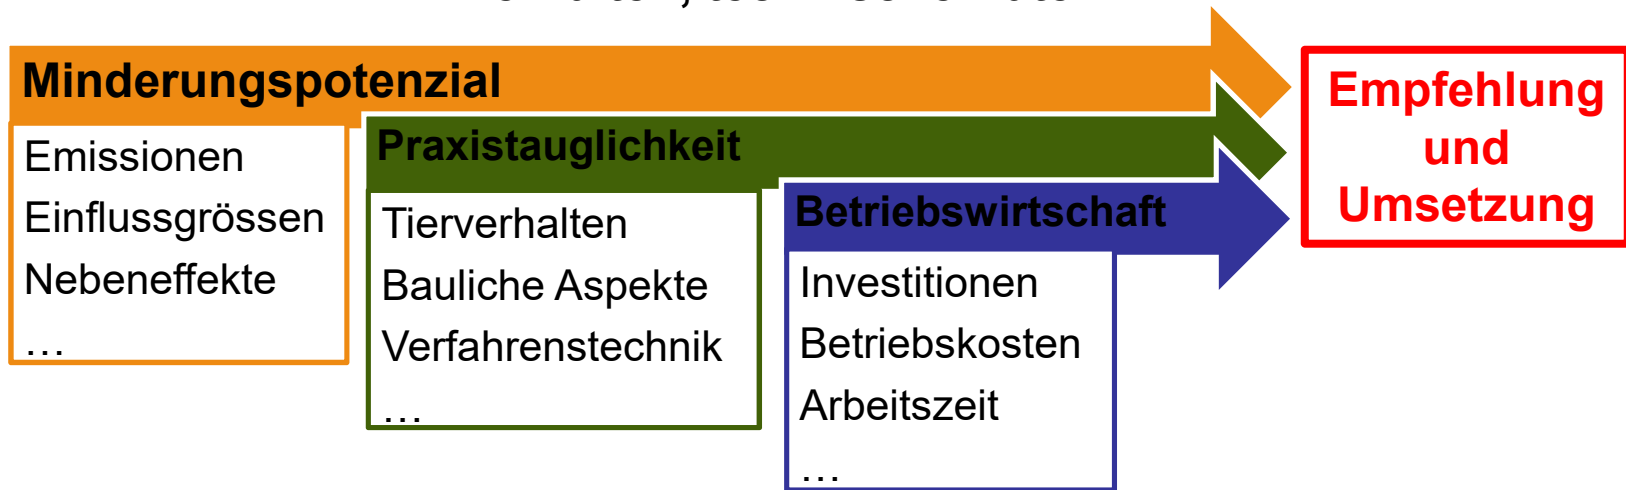 Minderungspotenzial
Emissionen
Einflussgrössen
Nebeneffekte
…
Praxistauglichkeit
Tierverhalten
Bauliche Aspekte
Verfahrenstechnik
…
Betriebswirtschaft
Investitionen
Betriebskosten
Arbeitszeit
…
Empfehlung
und
Umsetzung